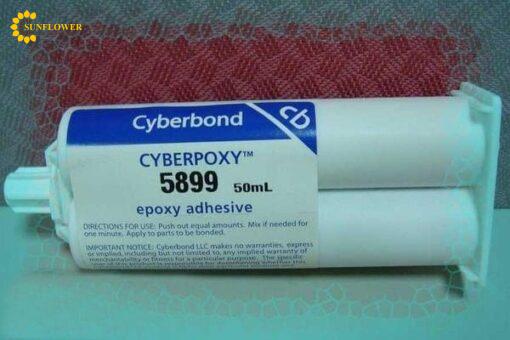 SUNFLOWER
Cyberbond
cb
CYBERPOXY™
5899 50mL
epoxy adhesive
DIRECTIONS FOR USE: Push out equal amounts. Mix if needed for
one minute. Apply to parts to be bonded.
IMPORTANT NOTICE: Cyberbond LLC makes no warranties, express
or implied, including but not limited to, any implied warranty of
merchantability or fitness for a particular purpose. The specific